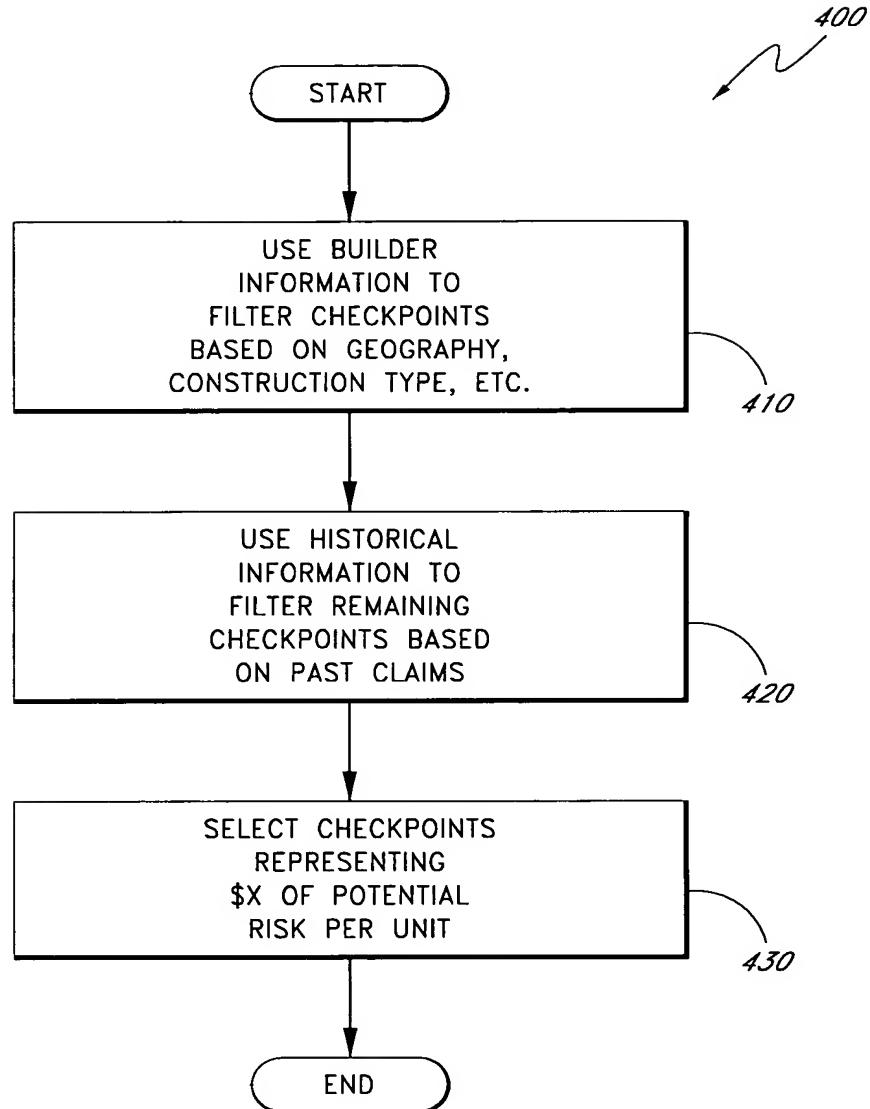 400
START
USE BUILDER
INFORMATION TO
FILTER CHECKPOINTS
BASED ON GEOGRAPHY,
CONSTRUCTION TYPE, ETC.
410
USE HISTORICAL
INFORMATION TO
FILTER REMAINING
CHECKPOINTS BASED
ON PAST CLAIMS
420
SELECT CHECKPOINTS
REPRESENTING
$X OF POTENTIAL
RISK PER UNIT
430
END